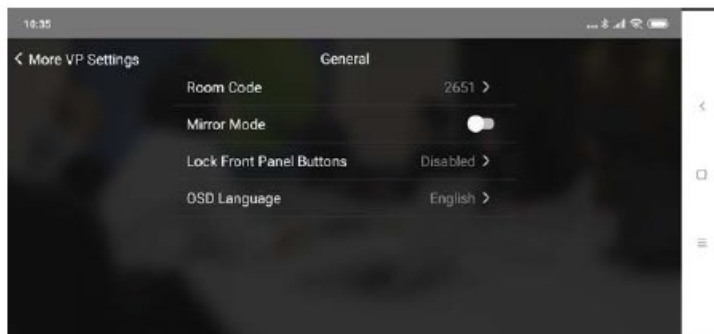 10:35
More VP Settings
General
Room Code 2651
Mirror Mode
Lock Front Panel Buttons Disabled
OSD Language English